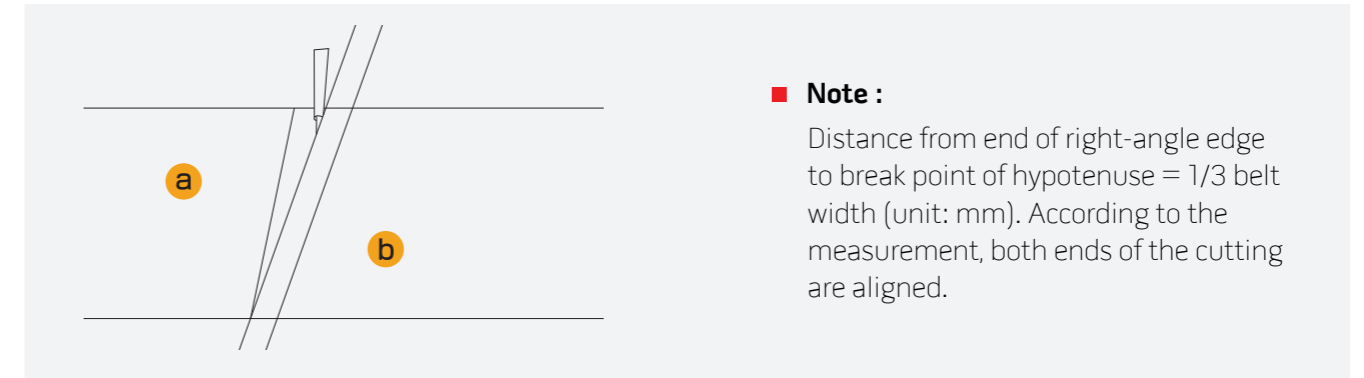 a
b
Note :
Distance from end of right-angle edge
to break point of hypotenuse = 1/3 belt
width (unit: mm). According to the
measurement, both ends of the cutting
are aligned.